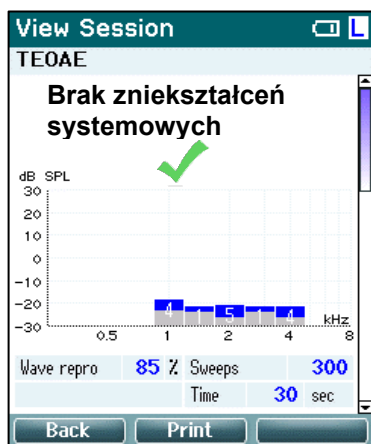 View Session L
TEOAE
Brak zniekształceń
systemowych
dB SPL
30
20
10
0
-10
-20
-30
4 1 5 1 4
kHz
0.5 1 2 4 8
Wave repro 85 % Sweeps 300
Time 30 sec
Back Print